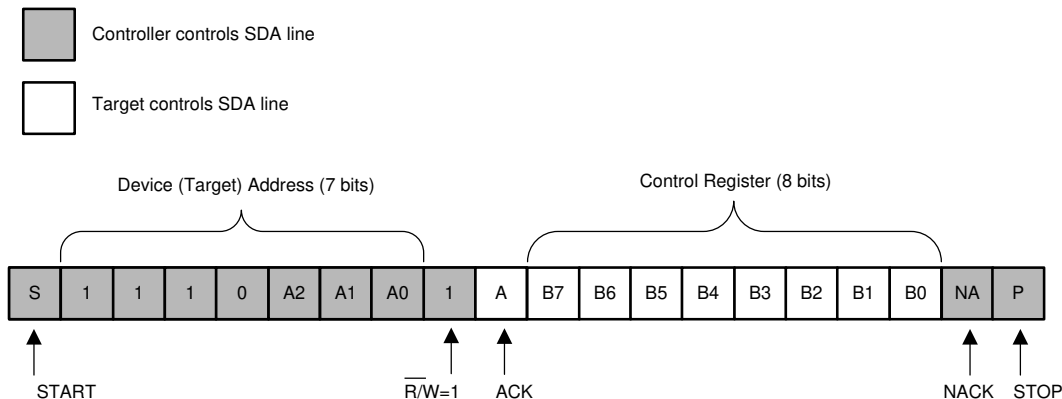 Controller controls SDA line
Target controls SDA line
Device (Target) Address (7 bits)
Control Register (8 bits)
S 1 1 1 0 A2 A1 A0 1 A B7 B6 B5 B4 B3 B2 B1 B0 NA P
START R/W=1 ACK NACK STOP